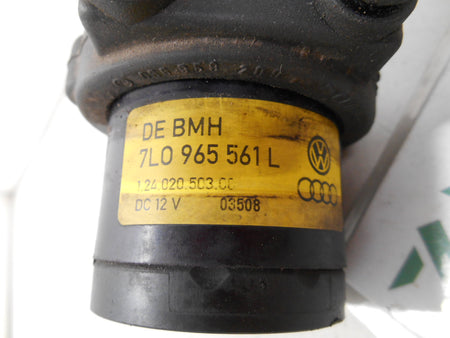 DE BMH
7L0 965 561 L
1.24.020.503.00
DC 12 V 03508